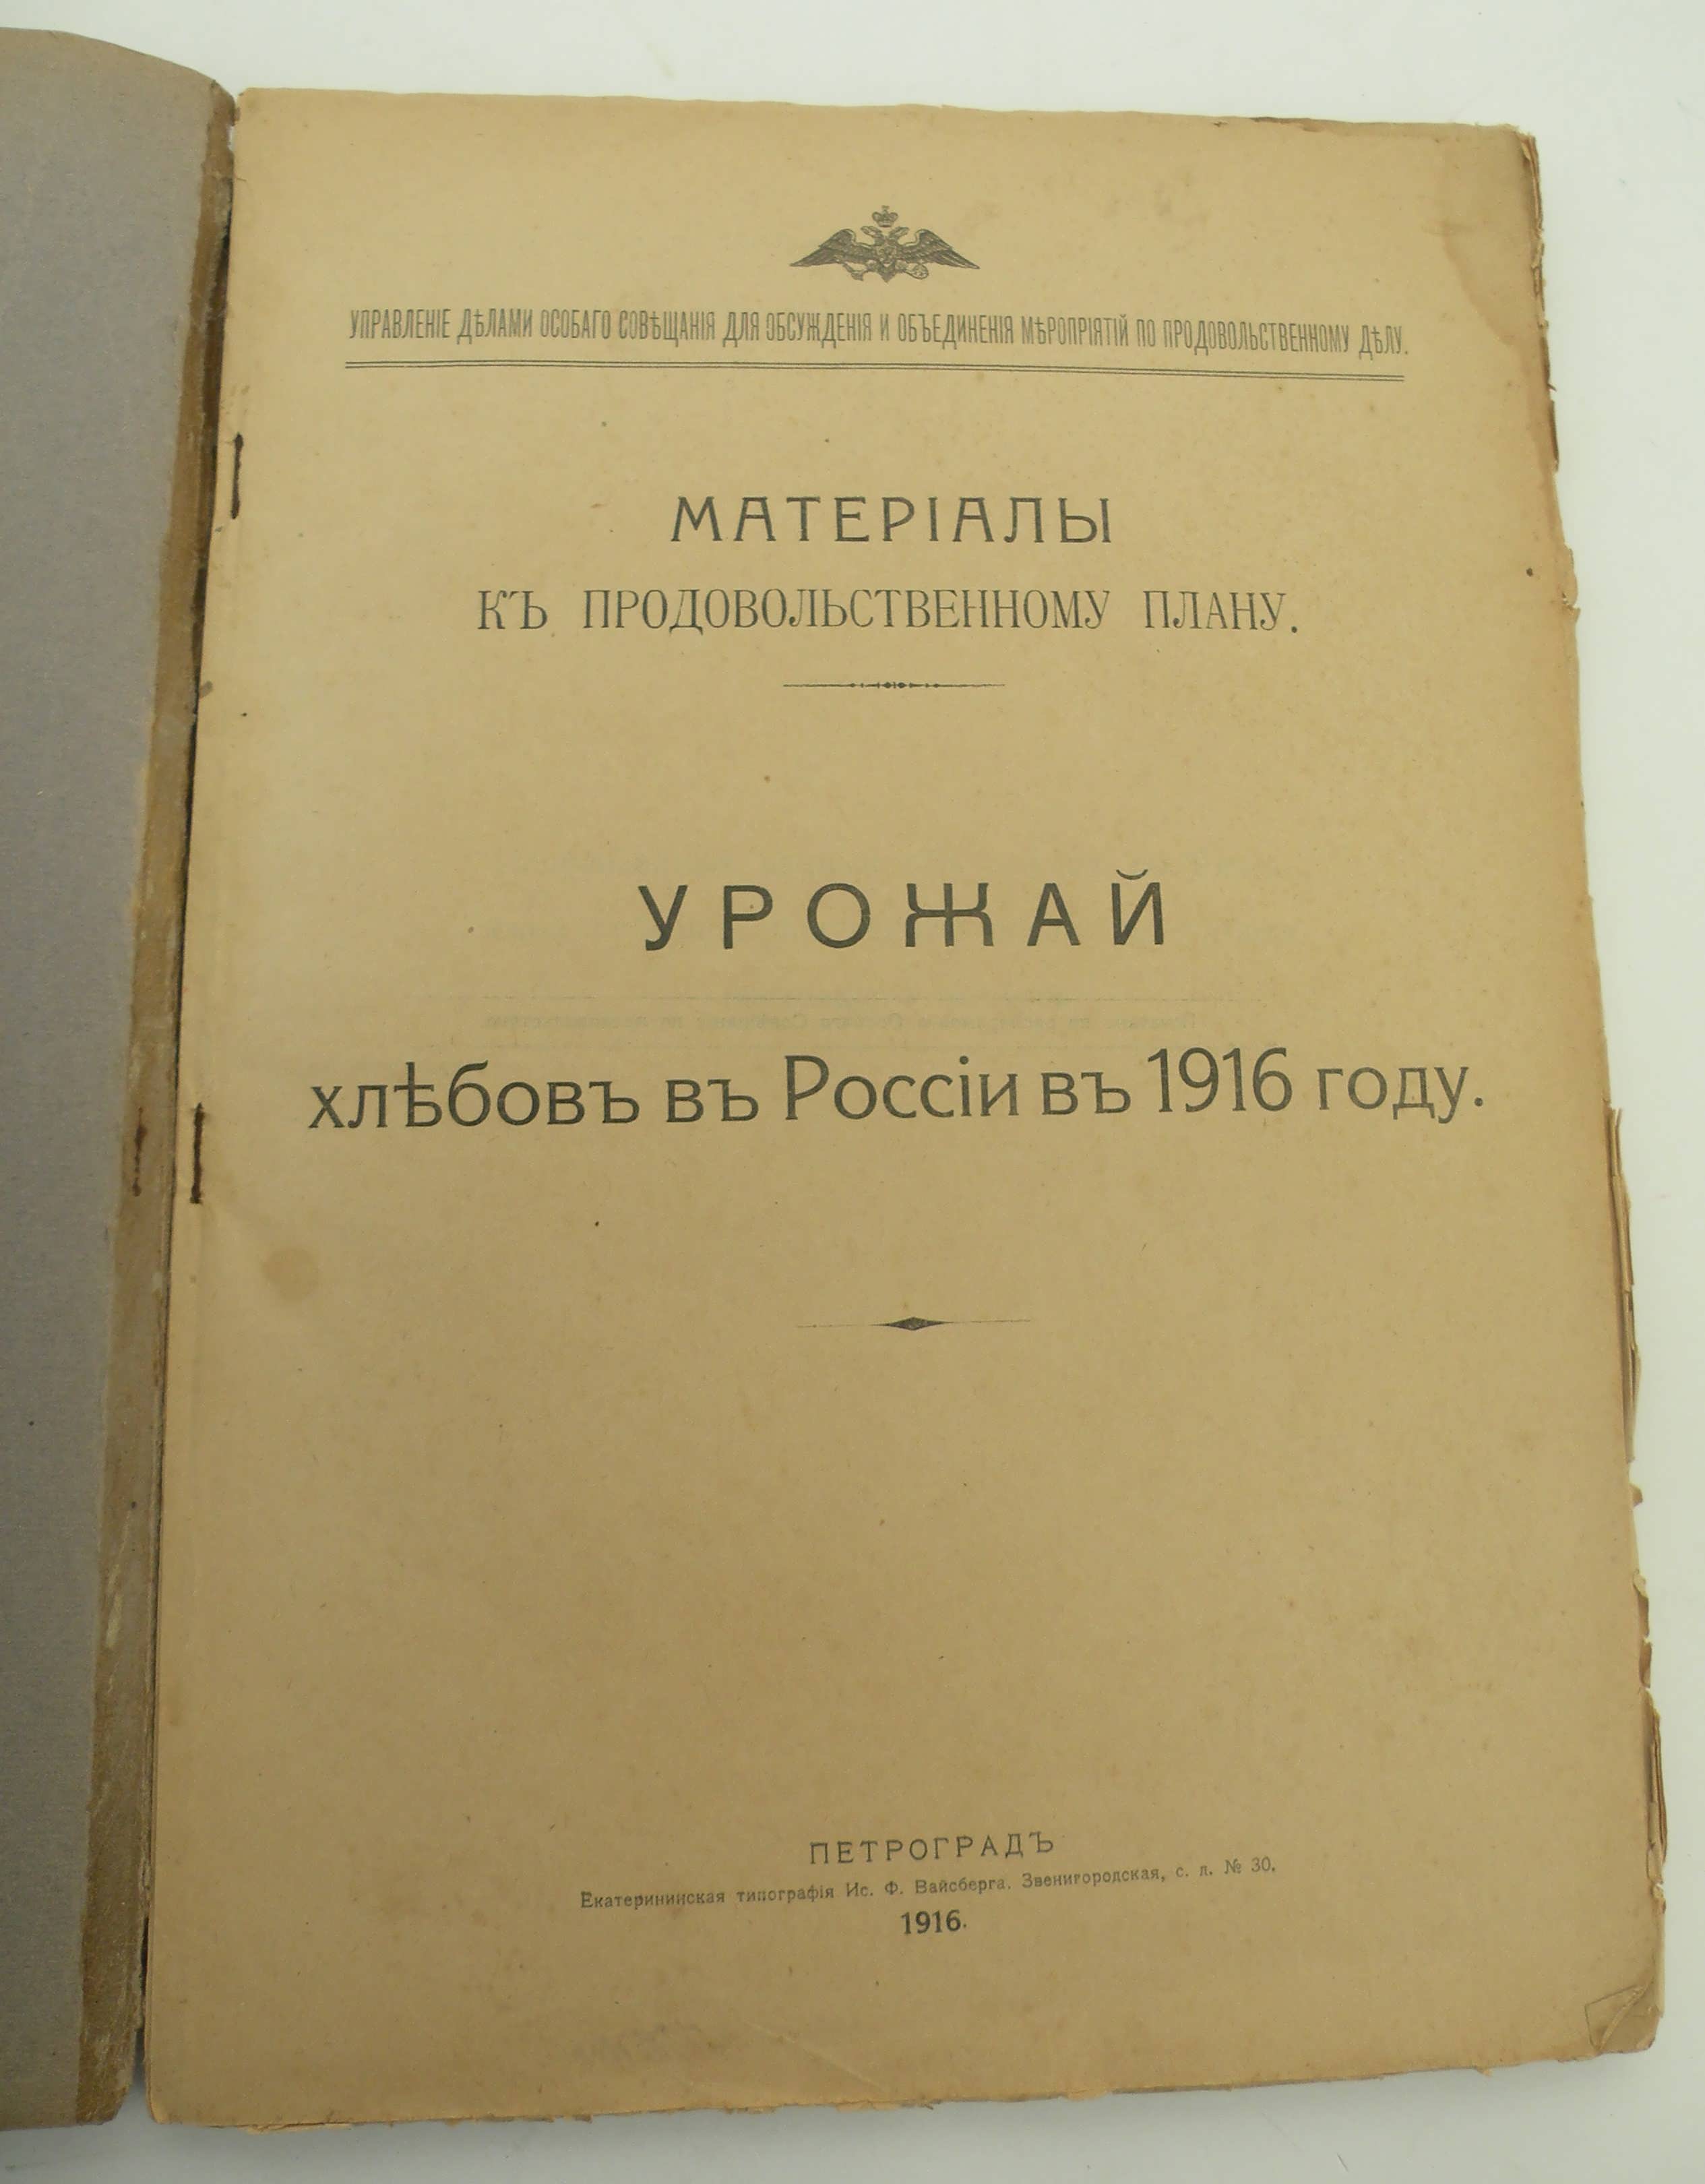 УПРАВЛЕНІЕ ДѢЛАМИ ОСОБАГО СОВѢЩАНІЯ ДЛЯ ОБСУЖДЕНІЯ И ОБЪЕДИНЕНІЯ МѢРОПРІЯТІЙ ПО ПРОДОВОЛЬСТВЕННОМУ ДѢЛУ.
МАТЕРІАЛЫ
КЪ ПРОДОВОЛЬСТВЕННОМУ ПЛАНУ.
УРОЖАЙ
хлѣбовъ въ Россіи въ 1916 году.
ПЕТРОГРАДЪ
Екатерининская типографія Ис. Ф. Вайсберга. Звенигородская, с. д. № 30.
1916.